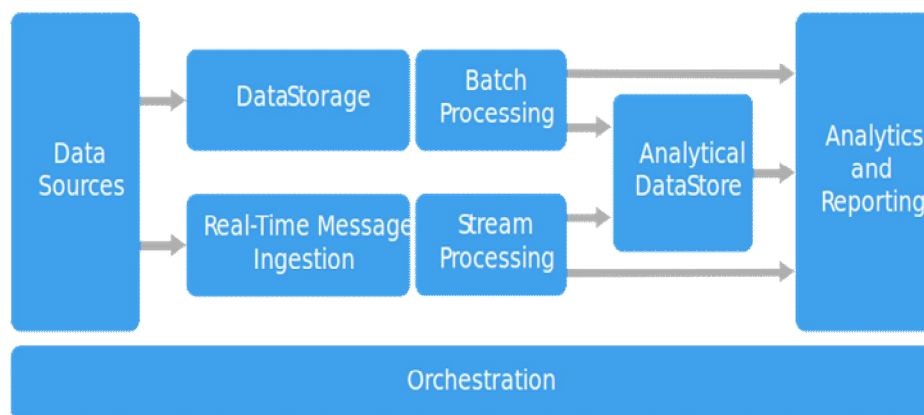 Data
Sources
DataStorage
Batch
Processing
Real-Time Message
Ingestion
Stream
Processing
Analytical
DataStore
Analytics
and
Reporting
Orchestration